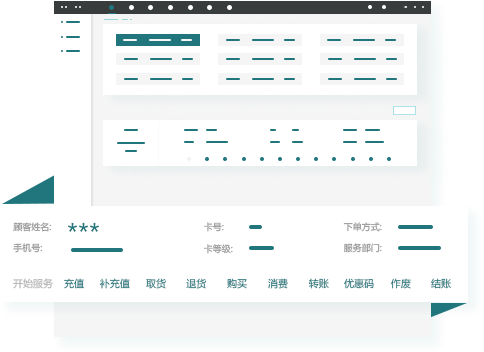 顾客姓名: *** 卡号: 下单方式:
手机号: 卡等级: 服务部门:
开始服务 充值 补充值 取货 退货 购买 消费 转账 优惠码 作废 结账